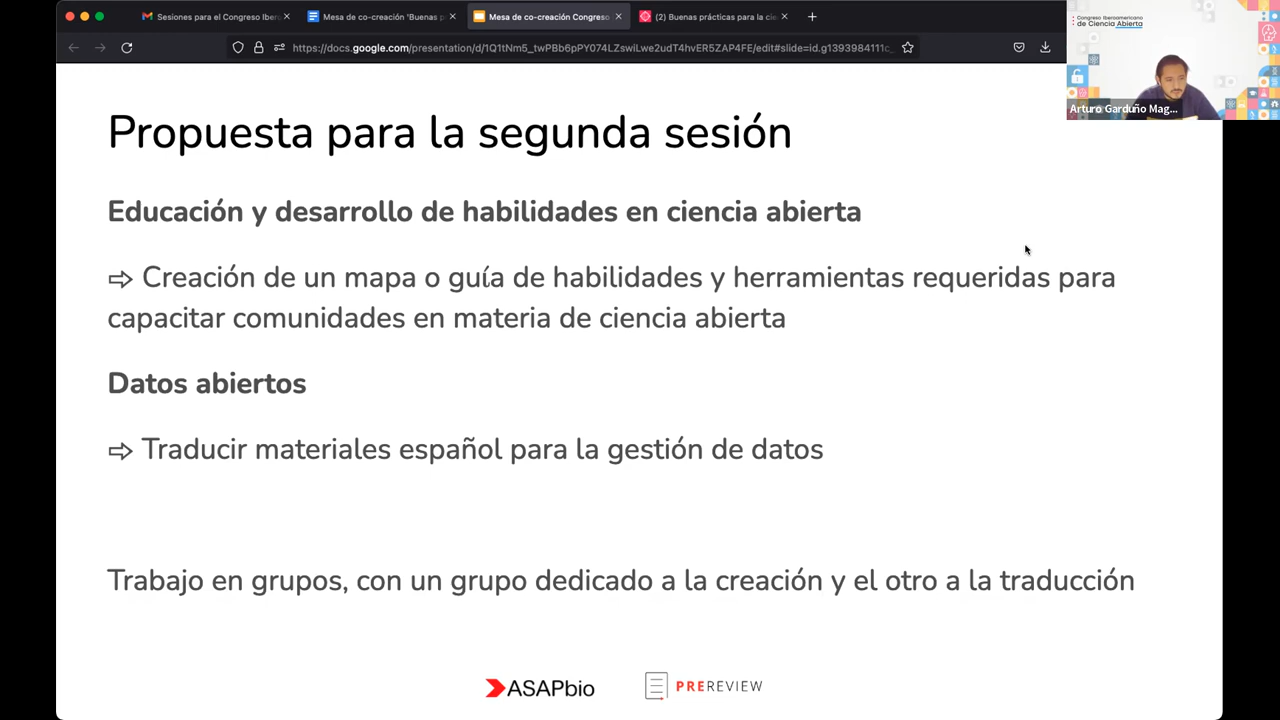 Sesiones para el Congreso Iber
Mesa de co-creación "Buenas p
Mesa de co-creación Congreso
(2) Buenas prácticas para la cie
https://docs.google.com/presentation/d/1Q1tNm5_twPBb6pPY074LZswiLwe2udT4hvER5ZAP4FE/edit#slide=id.g1393984111c_
Congreso Iberoamericano
de Ciencia Abierta
Arturo Garduño Mag...
Propuesta para la segunda sesión
Educación y desarrollo de habilidades en ciencia abierta
⇨ Creación de un mapa o guía de habilidades y herramientas requeridas para
capacitar comunidades en materia de ciencia abierta
Datos abiertos
⇨ Traducir materiales español para la gestión de datos
Trabajo en grupos, con un grupo dedicado a la creación y el otro a la traducción
ASAPbio
PREREVIEW